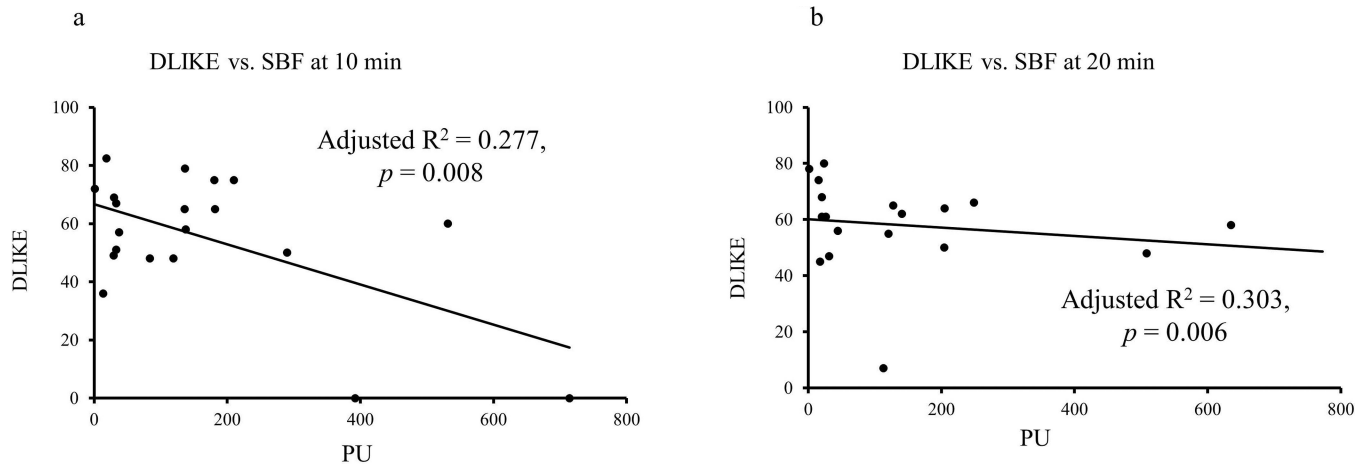 a
DLIKE vs. SBF at 10 min
100
80
60
40
20
0
DLIKE
Adjusted R² = 0.277,
p = 0.008
0 200 400 600 800
PU
b
DLIKE vs. SBF at 20 min
100
80
60
40
20
0
DLIKE
Adjusted R² = 0.303,
p = 0.006
0 200 400 600 800
PU